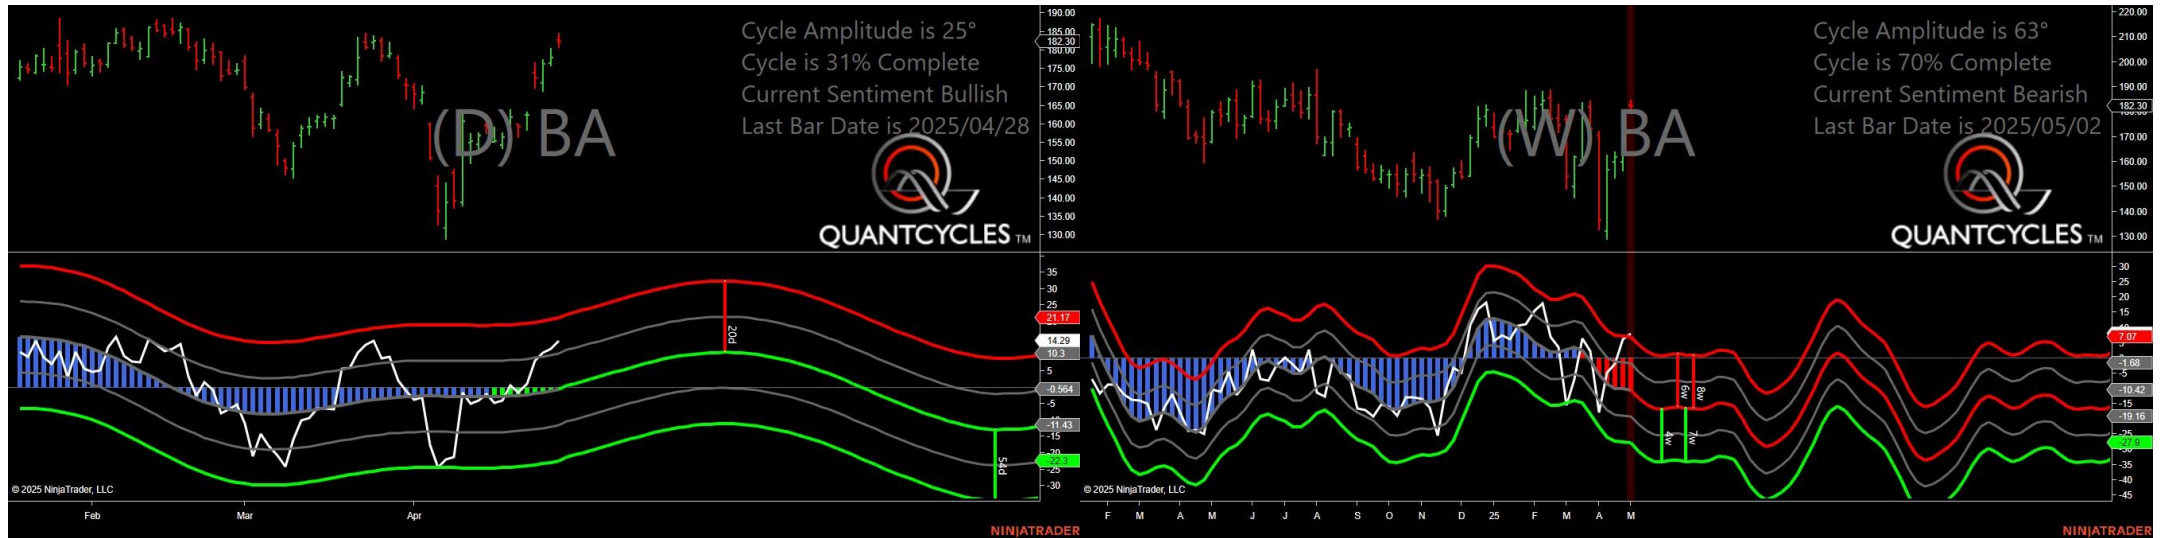 Cycle Amplitude is 25°
Cycle is 31% Complete
Current Sentiment Bullish
Last Bar Date is 2025/04/28
(D) BA
QUANTCYCLES TM
190.00
185.00
182.30
180.00
175.00
170.00
165.00
160.00
155.00
150.00
145.00
140.00
135.00
130.00
35
30
25
21.17
14.29
10.3
5
-0.564
-5
-11.43
-15
-22.3
-25
-30
20d
54d
© 2025 NinjaTrader, LLC
Feb Mar Apr
NINJATRADER
Cycle Amplitude is 63°
Cycle is 70% Complete
Current Sentiment Bearish
Last Bar Date is 2025/05/02
(W) BA
QUANTCYCLES TM
220.00
210.00
200.00
190.00
182.30
170.00
160.00
150.00
140.00
130.00
30
25
20
15
7.07
-1.68
-5
-10.42
-15
-19.16
-25
-27.9
-35
-40
-45
6w 8w
4w 7w
© 2025 NinjaTrader, LLC
F M A M J J A S O N D 25 F M A M
NINJATRADER